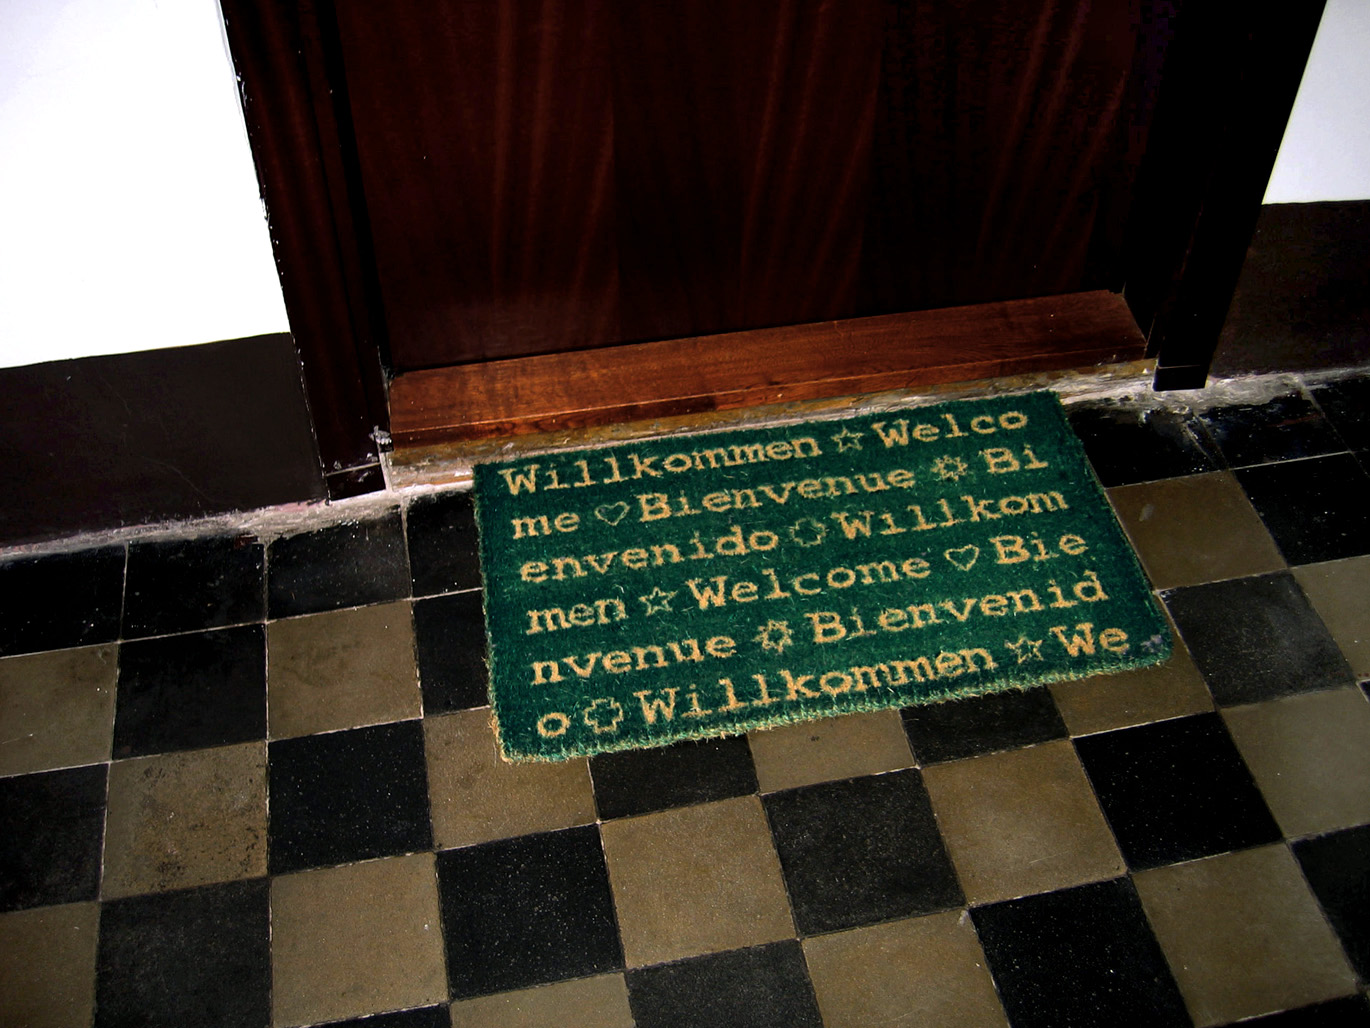 Willkommen ☆ Welco
me ♡ Bienvenue ☼ Bi
envenido ✣ Willkom
men ☆ Welcome ♡ Bie
nvenue ☼ Bienvenid
o ✣ Willkommen ☆ We